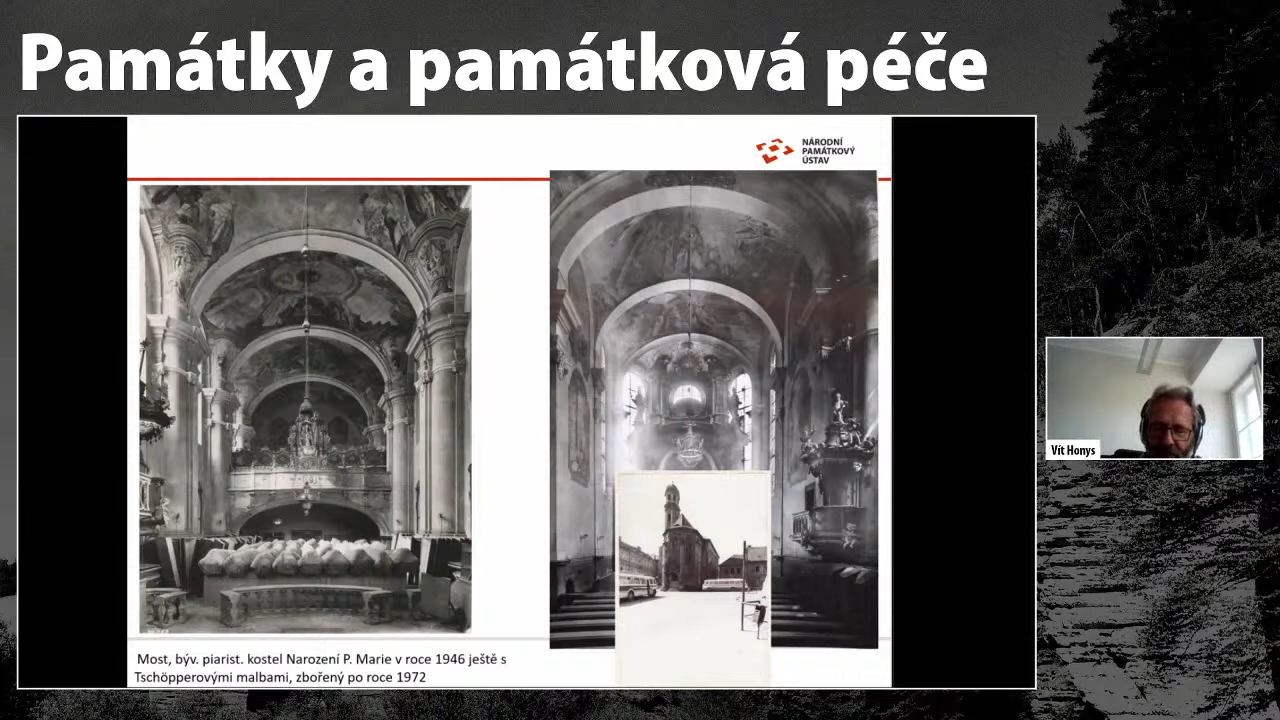 Památky a památková péče
NÁRODNÍ
PAMÁTKOVÝ
ÚSTAV
Vít Honys
Most, býv. piarist. kostel Narození P. Marie v roce 1946 ještě s
Tschöpperovými malbami, zbořený po roce 1972